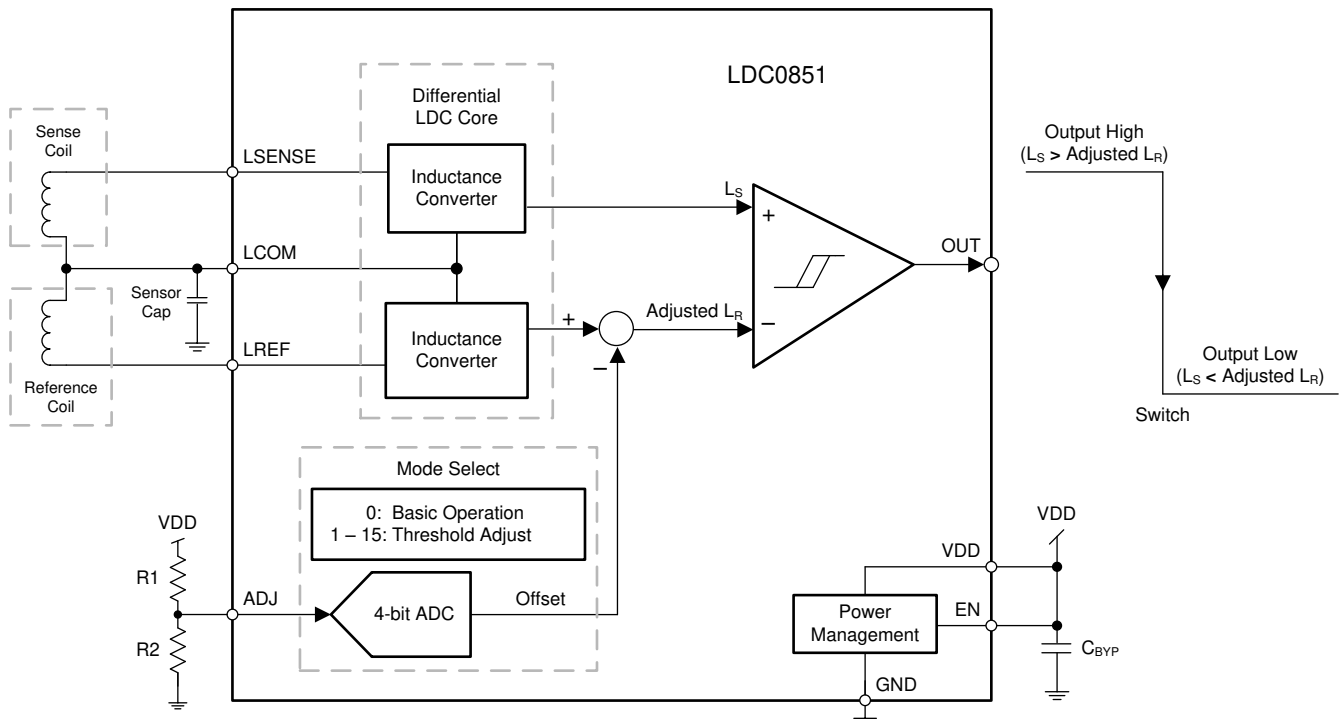 LDC0851
Differential
LDC Core
Sense
Coil
LSENSE
Inductance
Converter
LS
+
Output High
(LS > Adjusted LR)
LCOM
OUT
Sensor
Cap
Inductance
Converter
+
Adjusted LR
−
−
LREF
Reference
Coil
Output Low
(LS < Adjusted LR)
Switch
Mode Select
0: Basic Operation
1 – 15: Threshold Adjust
VDD
R1
ADJ
R2
4-bit ADC
Offset
VDD
VDD
EN
Power
Management
CBYP
GND